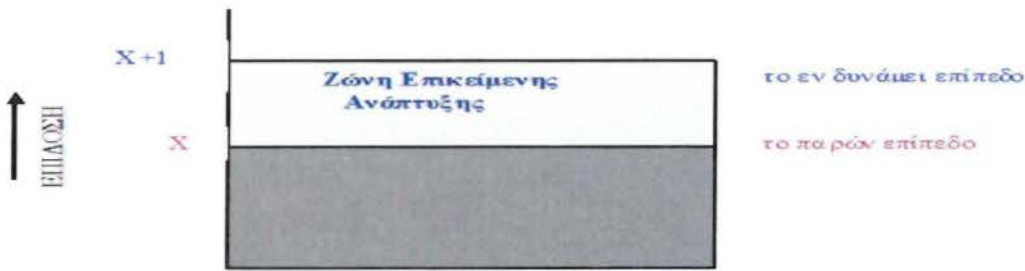 X +1
Ζώνη Επικείμενης
Ανάπτυξης
το εν δυνάμει επίπεδο
ΕΠΙΔΟΣΗ
X
το παρών επίπεδο